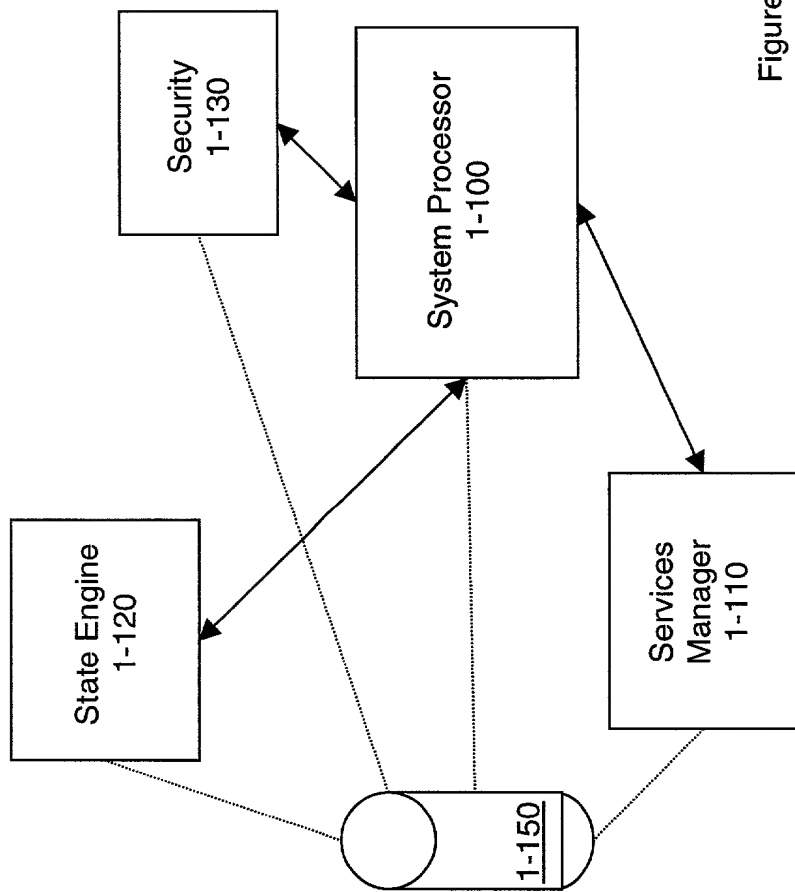 State Engine
1-120
Security
1-130
System Processor
1-100
Services
Manager
1-110
1-150
Figure